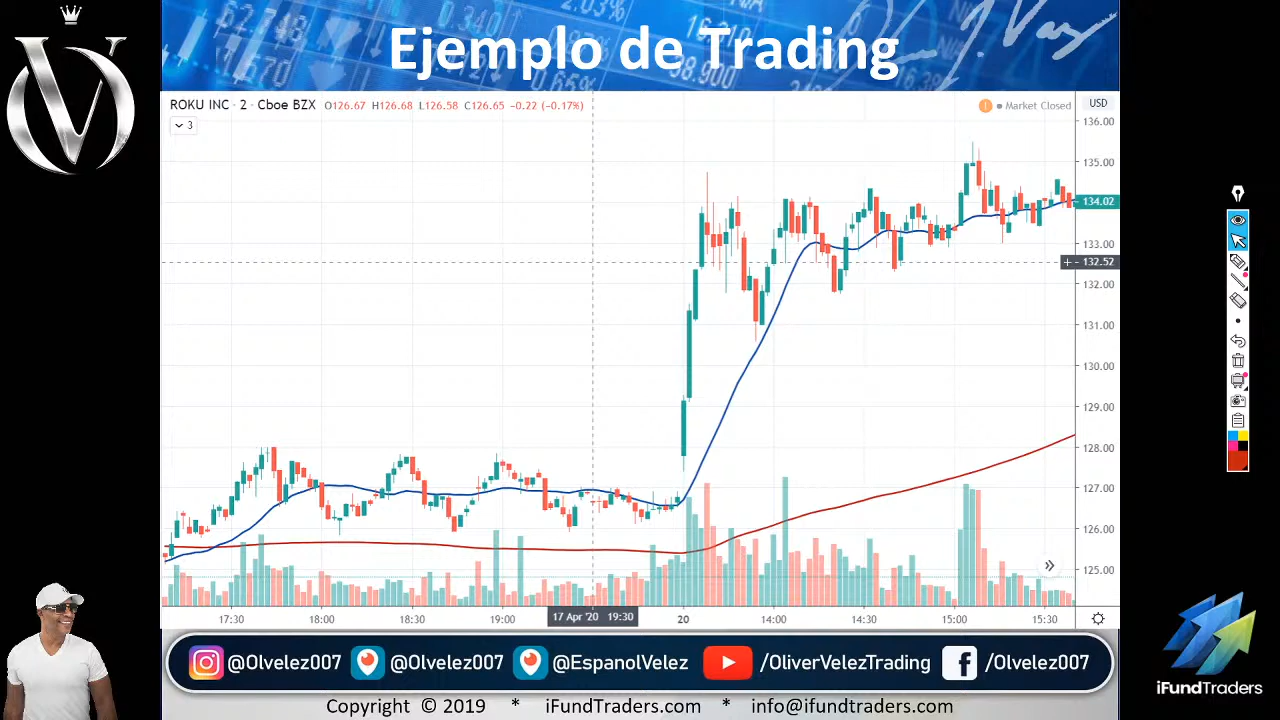 Ejemplo de Trading
ROKU INC · 2 · Cboe BZX O126.67 H126.68 L126.58 C126.65 −0.22 (−0.17%)
Market Closed
USD
3
136.00
135.00
134.02
133.00
132.52
132.00
131.00
130.00
129.00
128.00
127.00
126.00
125.00
17:30 18:00 18:30 19:00 17 Apr '20 19:30 20 14:00 14:30 15:00 15:30
@Olvelez007 @Olvelez007 @EspanolVelez /OliverVelezTrading /Olvelez007
Copyright © 2019 * iFundTraders.com * info@ifundtraders.com
iFundTraders
OV